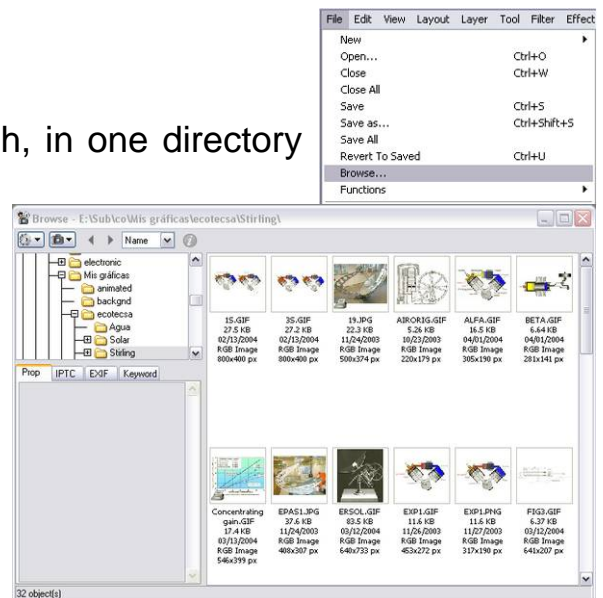 File Edit View Layout Layer Tool Filter Effect
New
Open... Ctrl+O
Close Ctrl+W
Close All
Save Ctrl+S
Save as... Ctrl+Shift+S
Save All
Revert To Saved Ctrl+U
Browse...
Functions
h, in one directory
Browse - E:\Sub\co\Mis gráficas\ecotecsa\Stirling\
Name
electronic
Mis gráficas
animated
backgnd
ecotecsa
Agua
Solar
Stirling
Prop IPTC EXIF Keyword
1S.GIF
27.5 KB
02/13/2004
RGB Image
800x400 px
3S.GIF
27.2 KB
02/13/2004
RGB Image
800x400 px
19.JPG
22.3 KB
11/24/2003
RGB Image
500x374 px
AIRORIG.GIF
5.26 KB
10/23/2003
RGB Image
220x179 px
ALFA.GIF
16.5 KB
04/01/2004
RGB Image
305x190 px
BETA.GIF
6.64 KB
04/01/2004
RGB Image
281x141 px
Concentrating
gain.GIF
17.4 KB
03/13/2004
RGB Image
546x399 px
EPAS1.JPG
37.6 KB
11/24/2003
RGB Image
408x307 px
ERSOL.GIF
83.5 KB
03/12/2004
RGB Image
640x733 px
EXP1.GIF
11.6 KB
11/26/2003
RGB Image
453x272 px
EXP1.PNG
11.6 KB
11/27/2003
RGB Image
317x190 px
FIG3.GIF
6.37 KB
03/12/2004
RGB Image
641x207 px
32 object(s)